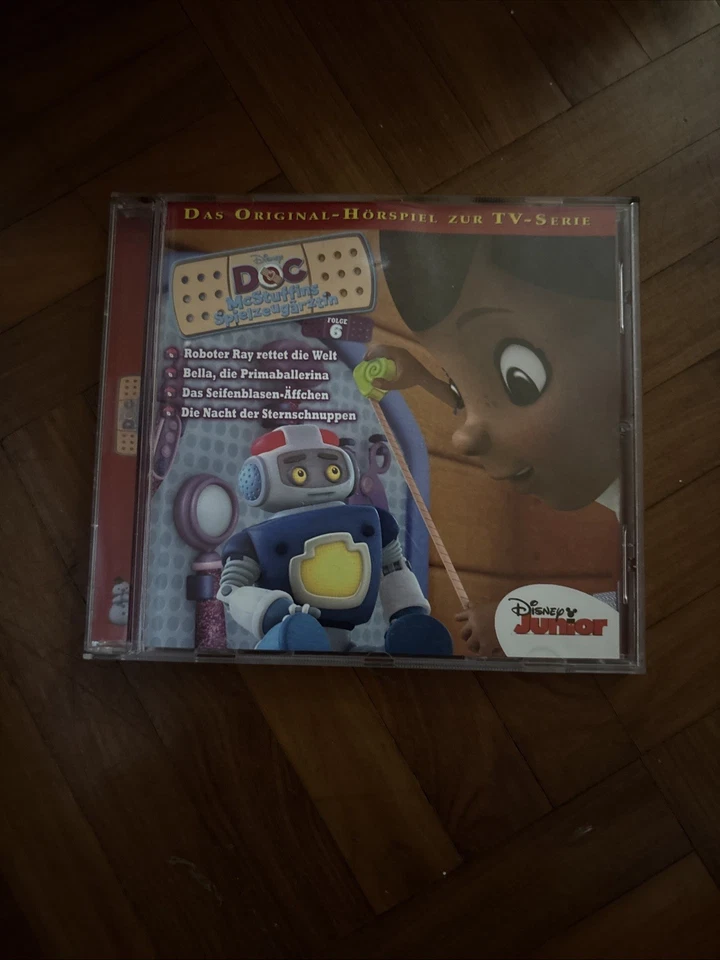 DAS ORIGINAL-HÖRSPIEL ZUR TV-SERIE
Disney
DOC
McStuffins
Spielzeugärztin
FOLGE
6
Roboter Ray rettet die Welt
Bella, die Primaballerina
Das Seifenblasen-Äffchen
Die Nacht der Sternschnuppen
DISNEY
JUNIOR